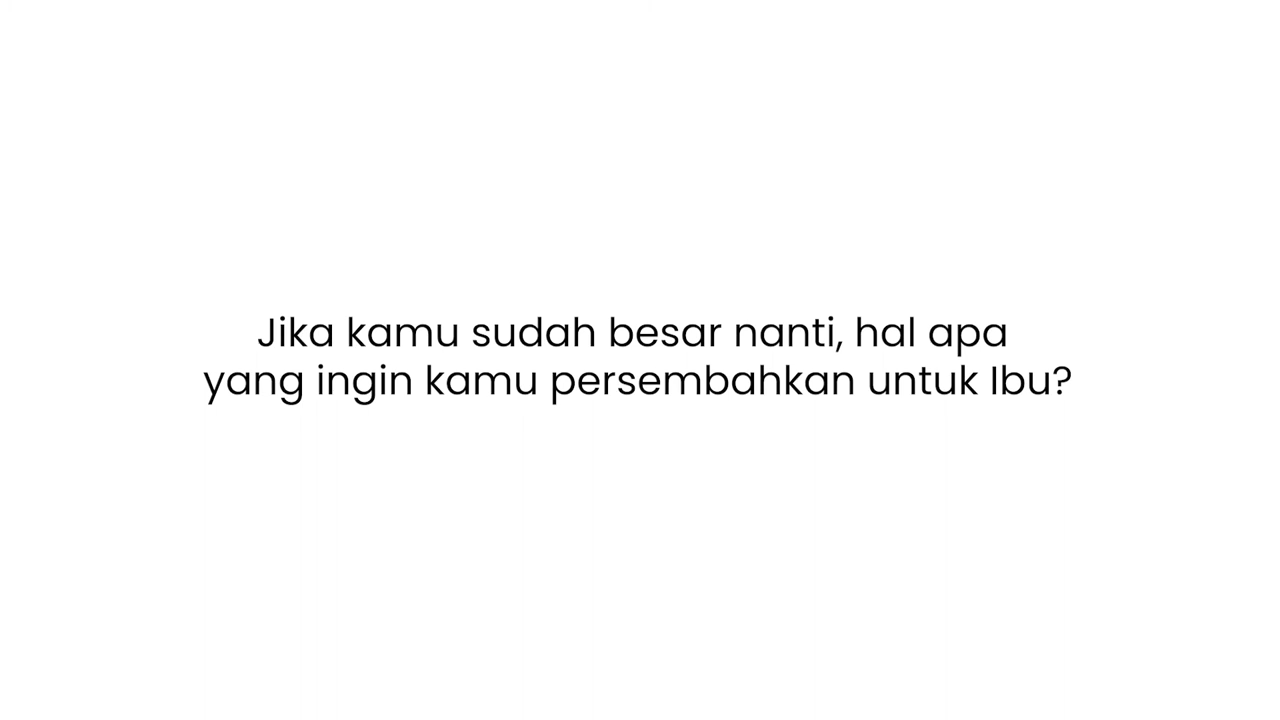 Jika kamu sudah besar nanti, hal apa
yang ingin kamu persembahkan untuk Ibu?